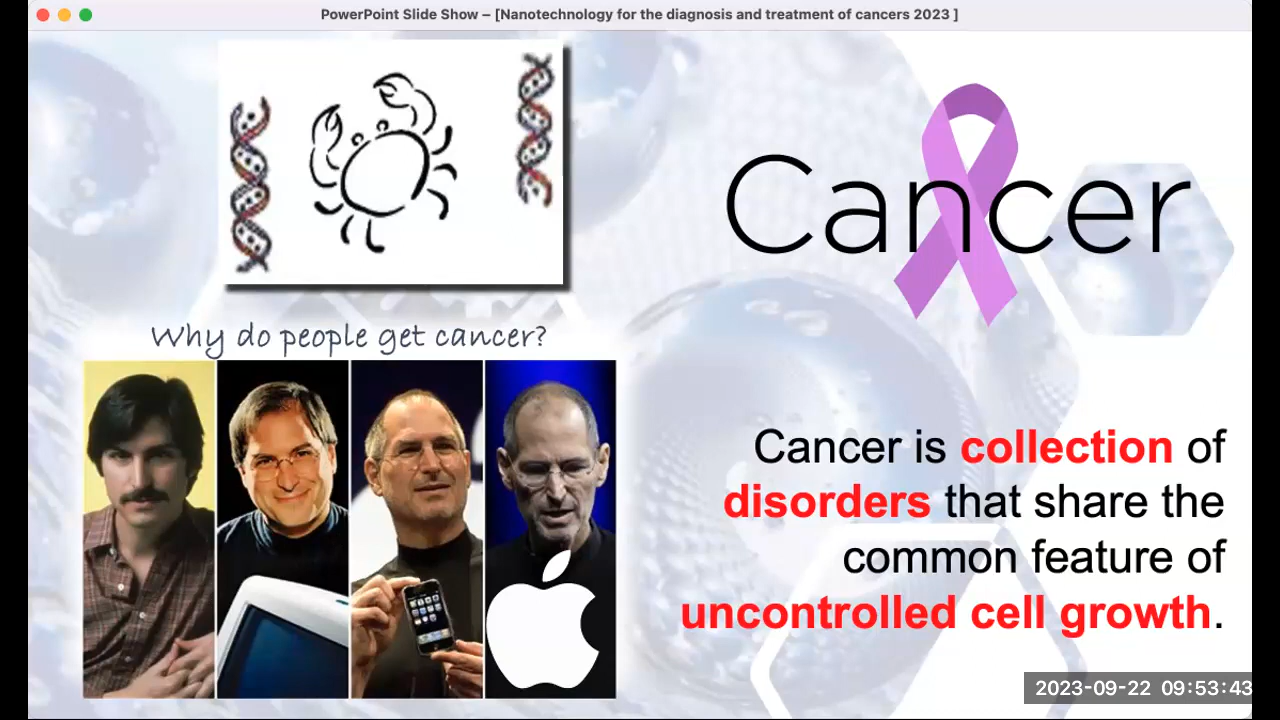 PowerPoint Slide Show – [Nanotechnology for the diagnosis and treatment of cancers 2023 ]
Cancer
Why do people get cancer?
Cancer is collection of
disorders that share the
common feature of
uncontrolled cell growth.
2023-09-22 09:53:43